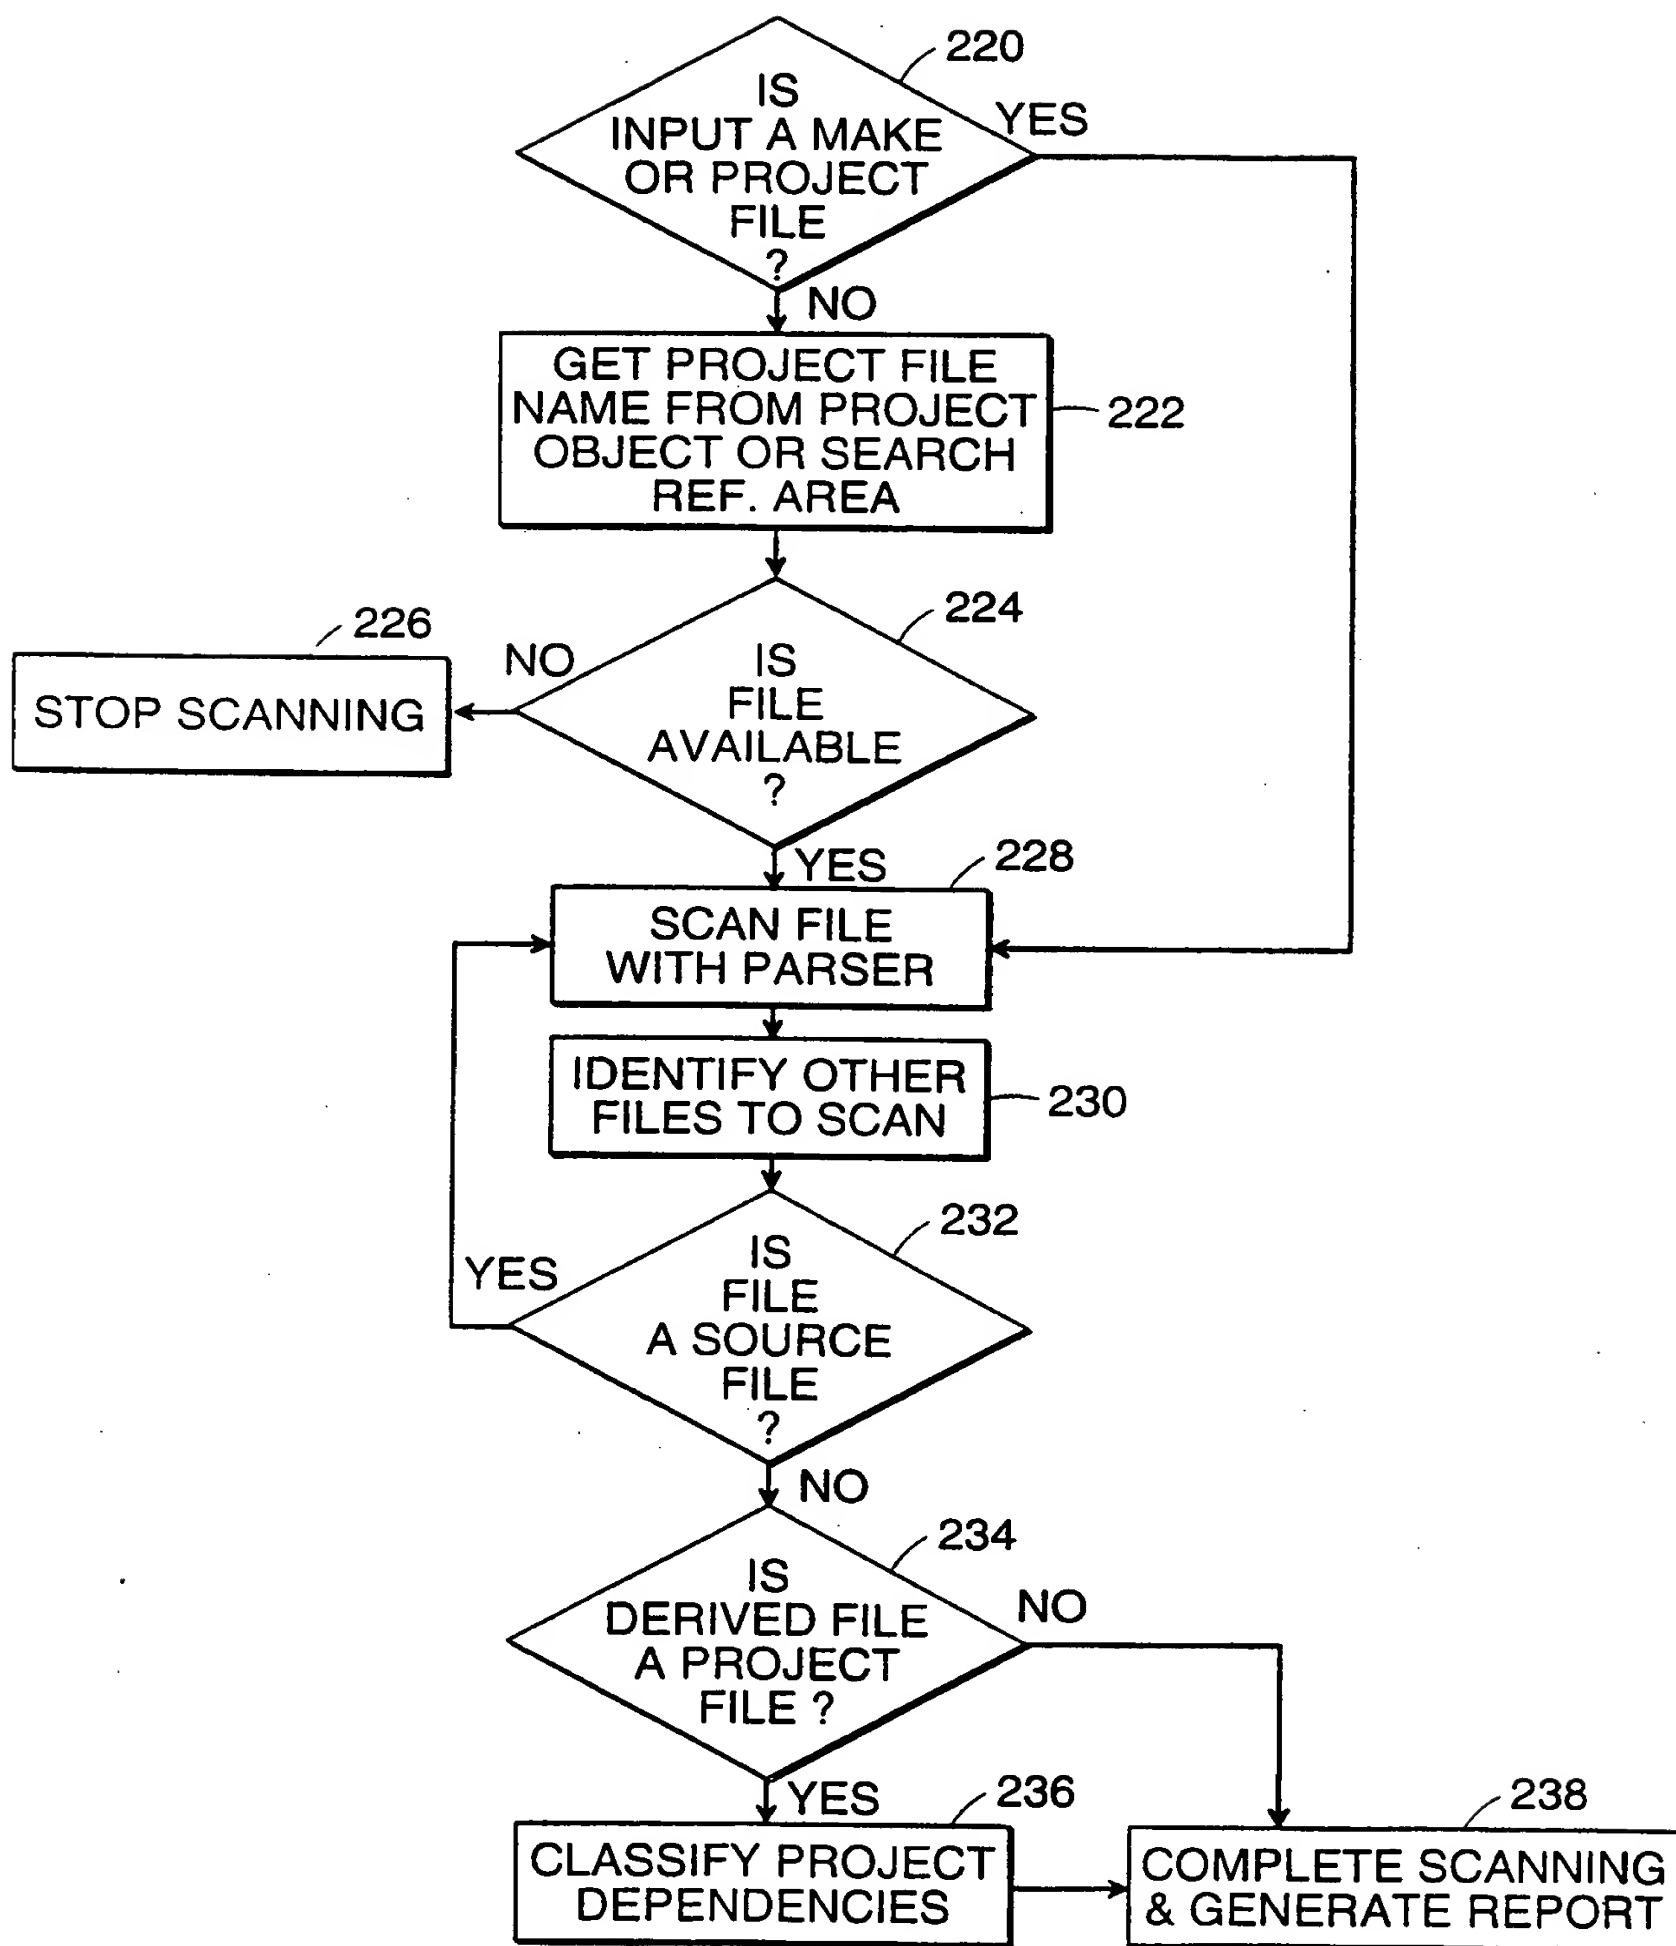 220
IS
INPUT A MAKE
OR PROJECT
FILE
?
YES
NO
GET PROJECT FILE
NAME FROM PROJECT
OBJECT OR SEARCH
REF. AREA
222
224
IS
FILE
AVAILABLE
?
NO
226
STOP SCANNING
YES
228
SCAN FILE
WITH PARSER
IDENTIFY OTHER
FILES TO SCAN
230
232
IS
FILE
A SOURCE
FILE
?
YES
NO
234
IS
DERIVED FILE
A PROJECT
FILE ?
NO
YES
236
CLASSIFY PROJECT
DEPENDENCIES
238
COMPLETE SCANNING
& GENERATE REPORT